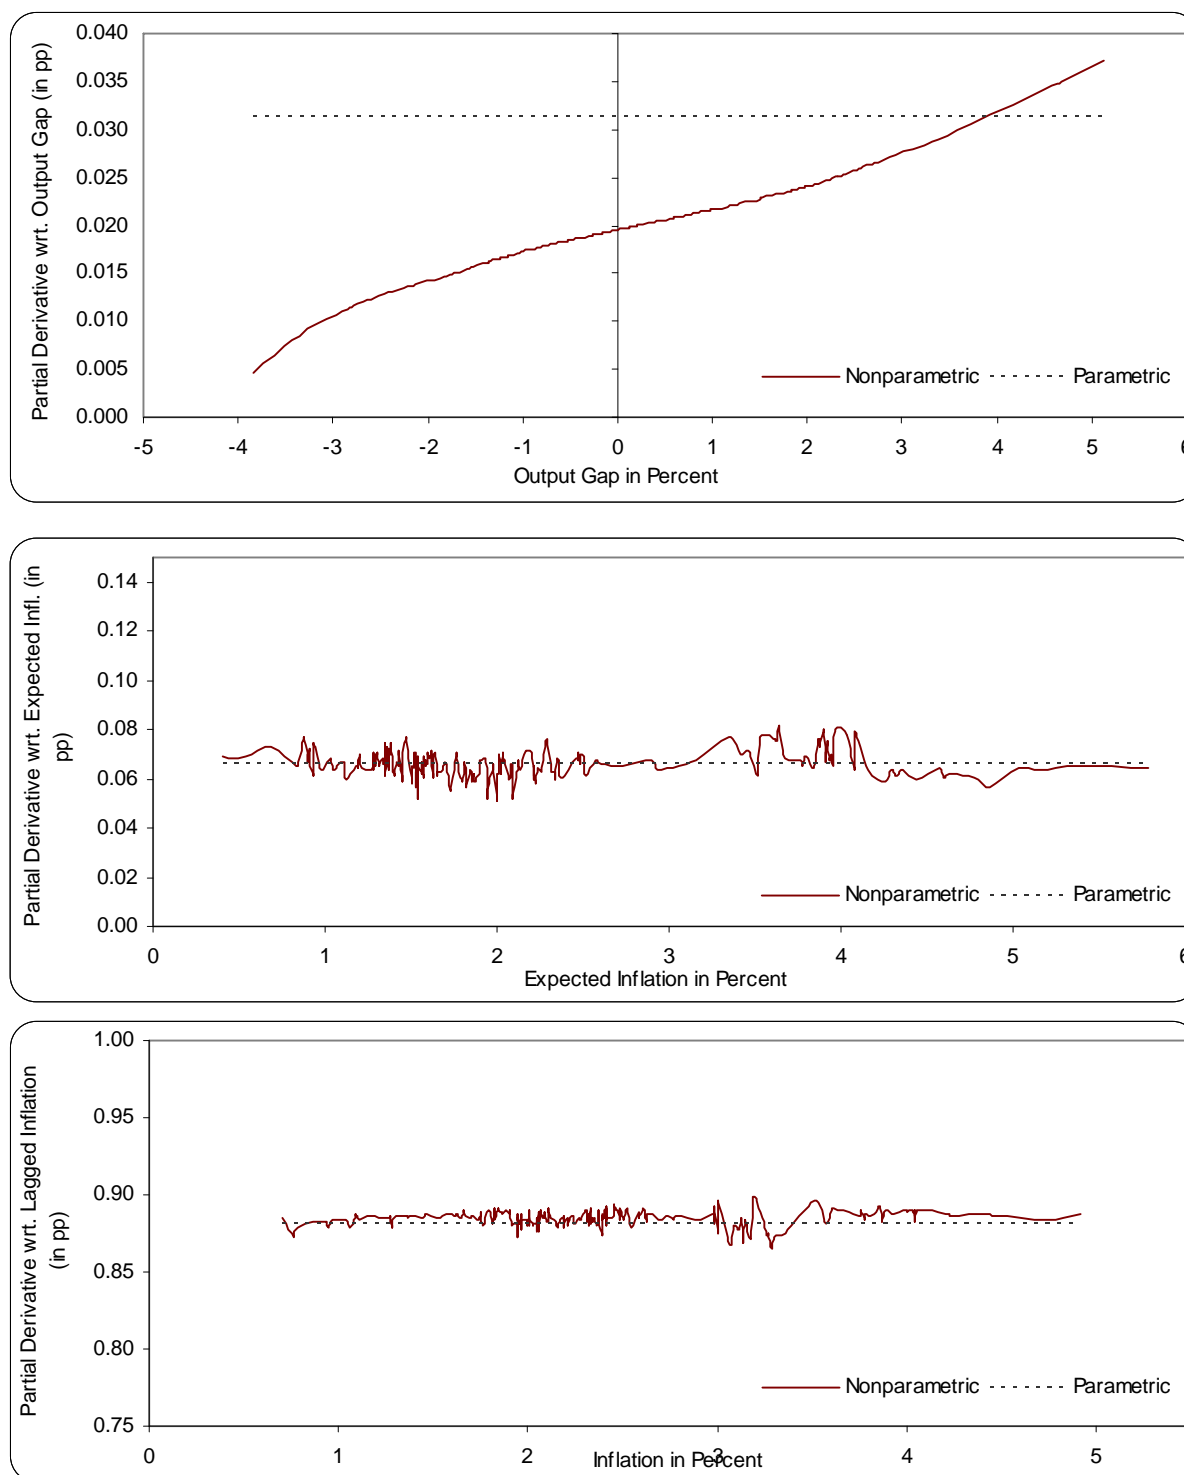 Partial Derivative wrt. Output Gap (in pp)
0.040
0.035
0.030
0.025
0.020
0.015
0.010
0.005
0.000
Nonparametric Parametric
-5 -4 -3 -2 -1 0 1 2 3 4 5 6
Output Gap in Percent
Partial Derivative wrt. Expected Infl. (in
pp)
0.14
0.12
0.10
0.08
0.06
0.04
0.02
0.00
Nonparametric Parametric
0 1 2 3 4 5 6
Expected Inflation in Percent
Partial Derivative wrt. Lagged Inflation
(in pp)
1.00
0.95
0.90
0.85
0.80
0.75
Nonparametric Parametric
0 1 2 3 4 5
Inflation in Percent